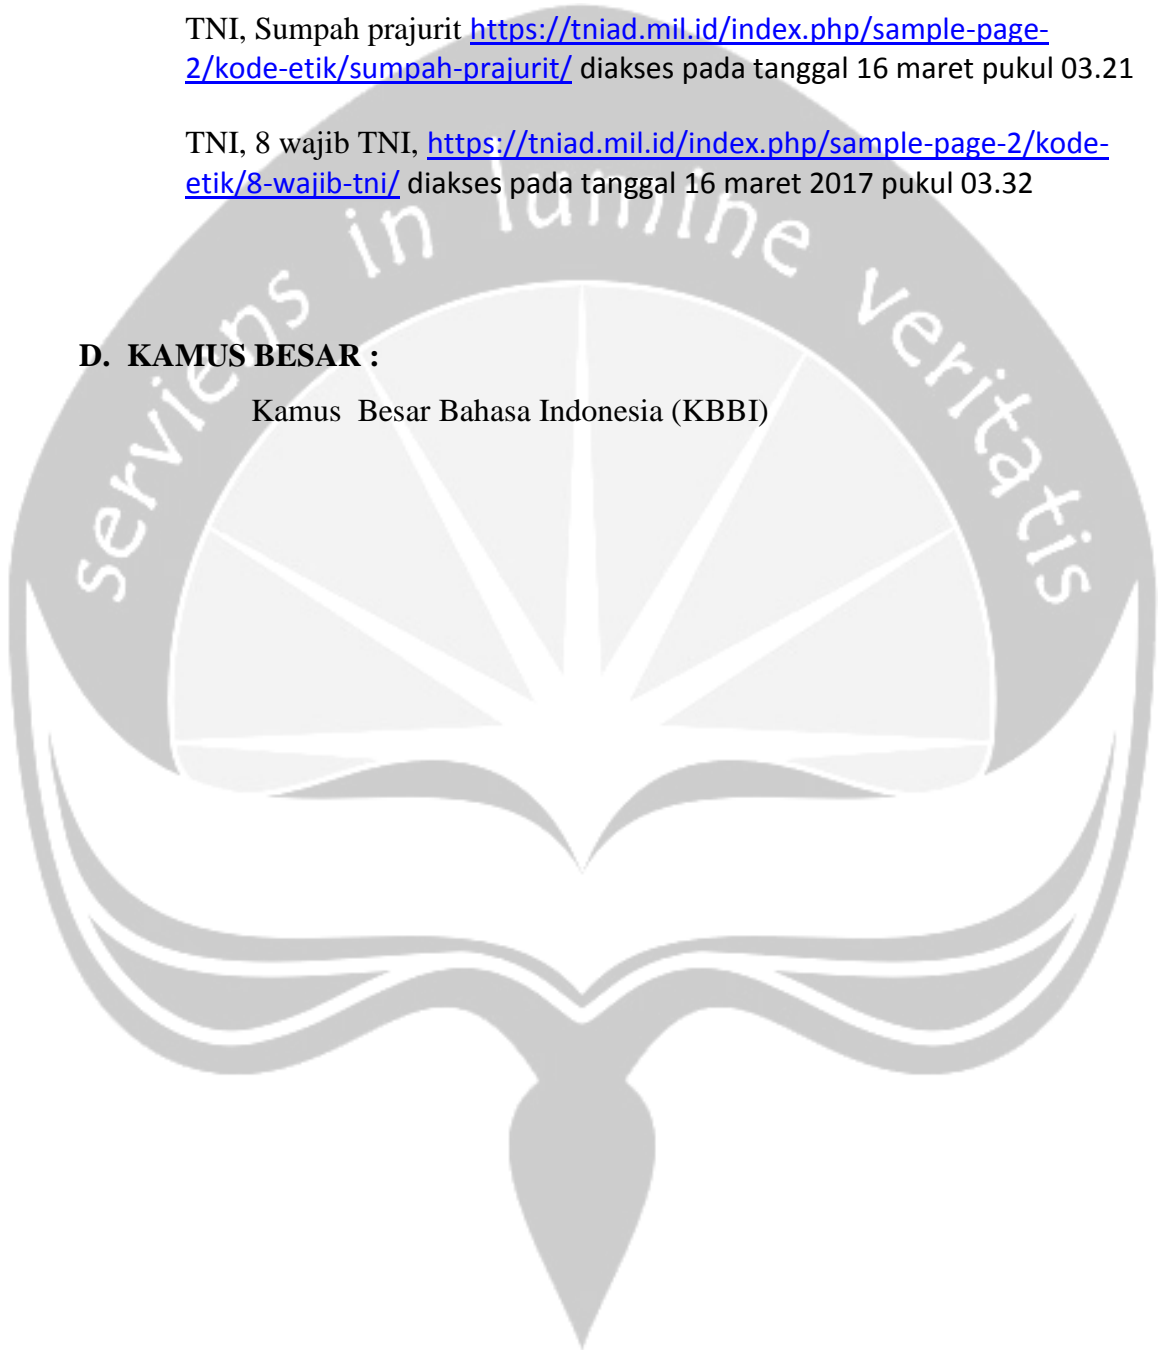 TNI, Sumpah prajurit https://tniad.mil.id/index.php/sample-page-
2/kode-etik/sumpah-prajurit/ diakses pada tanggal 16 maret pukul 03.21
TNI, 8 wajib TNI, https://tniad.mil.id/index.php/sample-page-2/kode-
etik/8-wajib-tni/ diakses pada tanggal 16 maret 2017 pukul 03.32
serviens in lumine veritatis
D. KAMUS BESAR :
Kamus Besar Bahasa Indonesia (KBBI)